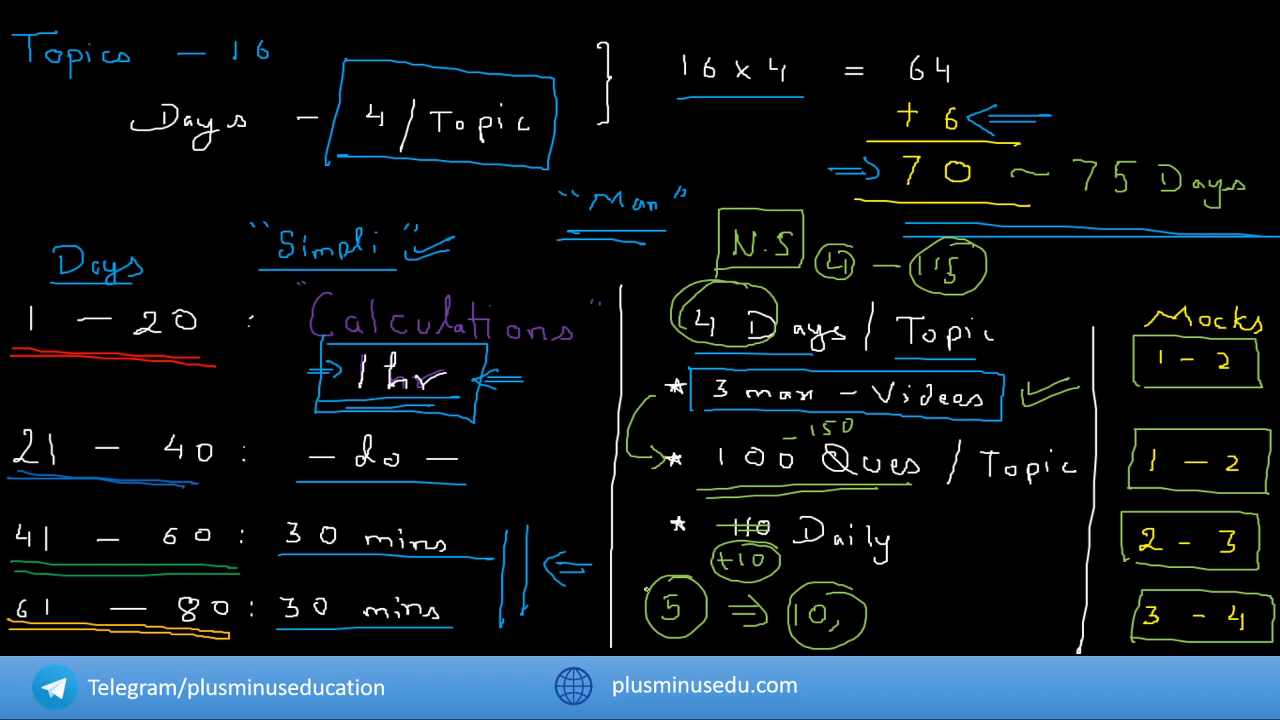 Topics - 16
Days - 4 / Topic
16 x 4 = 64
+ 6
70 ~ 75 Days
"Simpli"
"Man"
N.S 4 - 15
Days
1 - 20 : "Calculations"
1 hr
21 - 40 : - do -
41 - 60 : 30 mins
61 - 80 : 30 mins
4 Days / Topic
* 3 max - Videos
- 150
* 100 Ques / Topic
* 110 Daily
+10
5 ⇒ 10,
Mocks
1 - 2
1 - 2
2 - 3
3 - 4
Telegram/plusminuseducation
plusminusedu.com